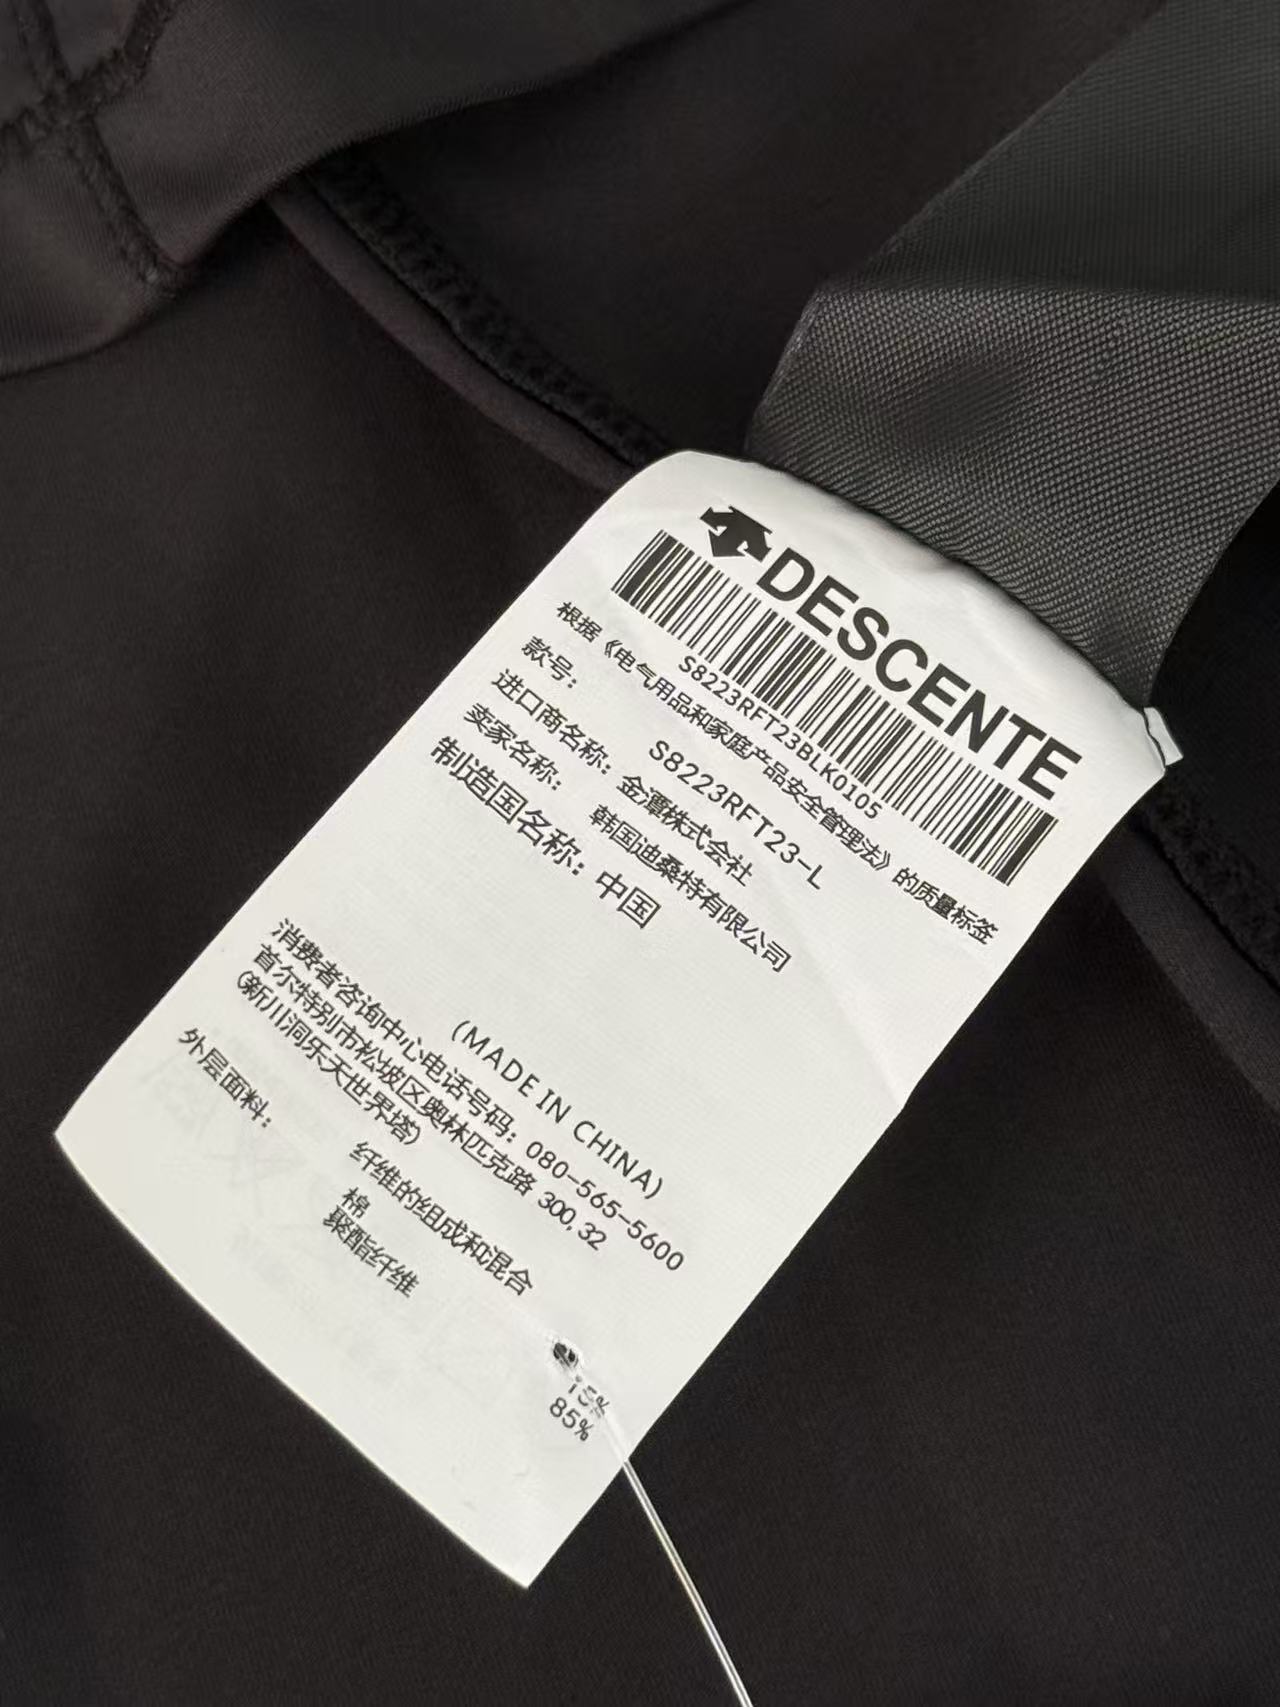 DESCENTE
S8223RFT23BLK0105
根据《电气用品和家庭产品安全管理法》的质量标签
款号: S8223RFT23-L
进口商名称: 金潭株式会社
卖家名称: 韩国迪桑特有限公司
制造国名称: 中国
(MADE IN CHINA)
消费者咨询中心电话号码: 080-565-5600
首尔特别市松坡区奥林匹克路 300,32
(新川洞乐天世界塔)
外层面料:
纤维的组成和混合
棉 15%
聚酯纤维 85%